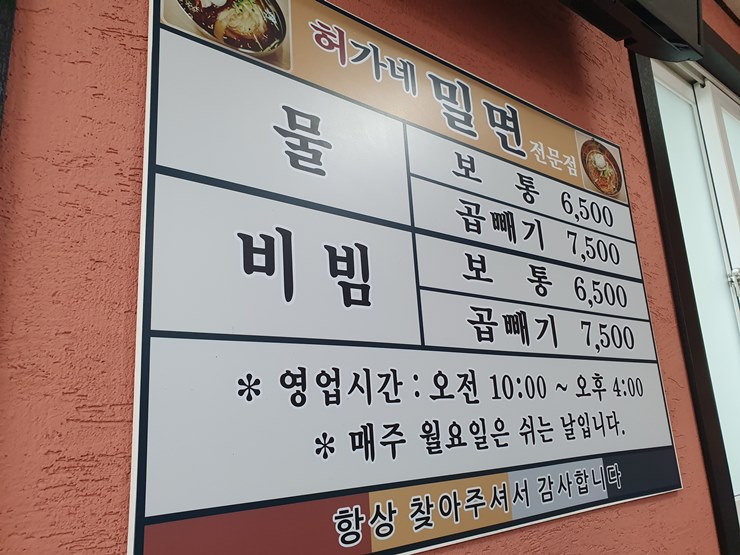 허가네 밀면 전문점
물
보통 6,500
곱빼기 7,500
비빔
보통 6,500
곱빼기 7,500
* 영업시간 : 오전 10:00 ~ 오후 4:00
* 매주 월요일은 쉬는 날입니다.
항상 찾아주셔서 감사합니다